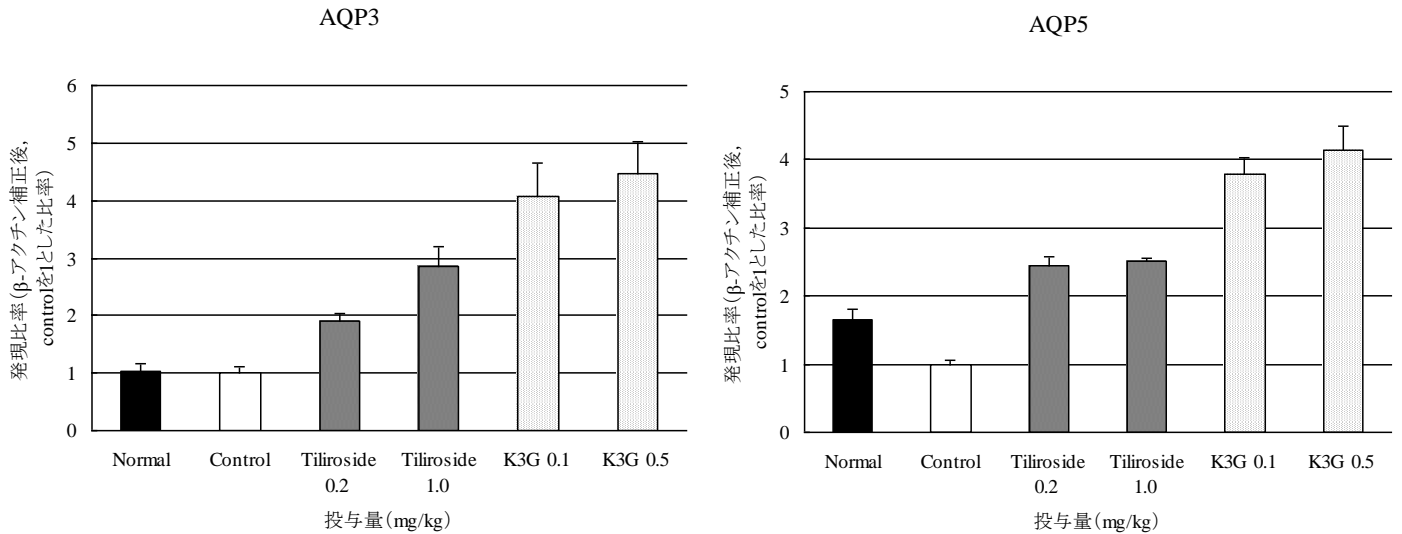 AQP3
発現比率(β-アクチン補正後,
controlを1とした比率)
6
5
4
3
2
1
0
Normal
Control
Tiliroside
0.2
Tiliroside
1.0
K3G 0.1
K3G 0.5
投与量(mg/kg)
AQP5
発現比率(β-アクチン補正後,
controlを1とした比率)
5
4
3
2
1
0
Normal
Control
Tiliroside
0.2
Tiliroside
1.0
K3G 0.1
K3G 0.5
投与量(mg/kg)